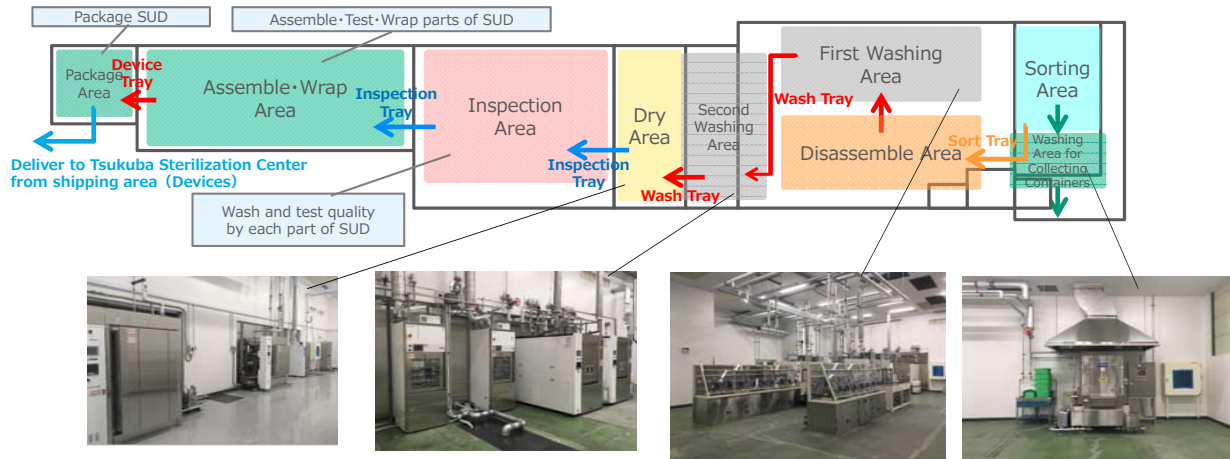 Package SUD
Assemble・Test・Wrap parts of SUD
Package
Area
Device
Tray
Assemble・Wrap
Area
Inspection
Tray
Inspection
Area
Inspection
Tray
Dry
Area
Wash Tray
Second
Washing
Area
Wash Tray
First Washing
Area
Disassemble Area
Sort Tray
Sorting
Area
Washing
Area for
Collecting
Containers
Deliver to Tsukuba Sterilization Center
from shipping area（Devices）
Wash and test quality
by each part of SUD